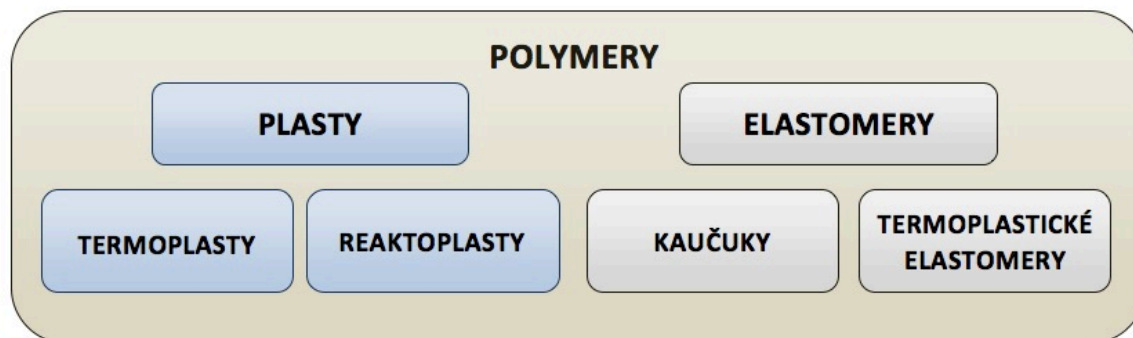 POLYMERY
PLASTY
ELASTOMERY
TERMOPLASTY
REAKTOPLASTY
KAUČUKY
TERMOPLASTICKÉ
ELASTOMERY